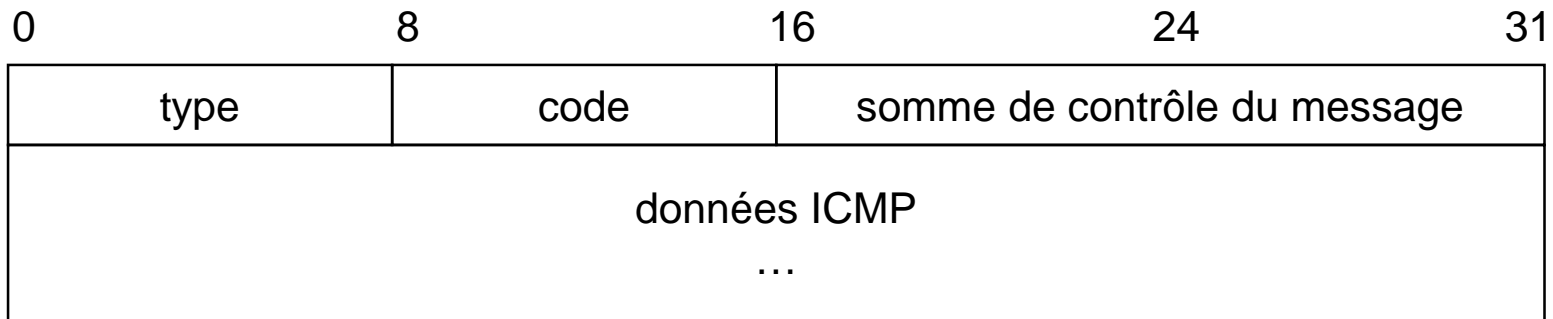 0 8 16 24 31
type code somme de contrôle du message
données ICMP
…